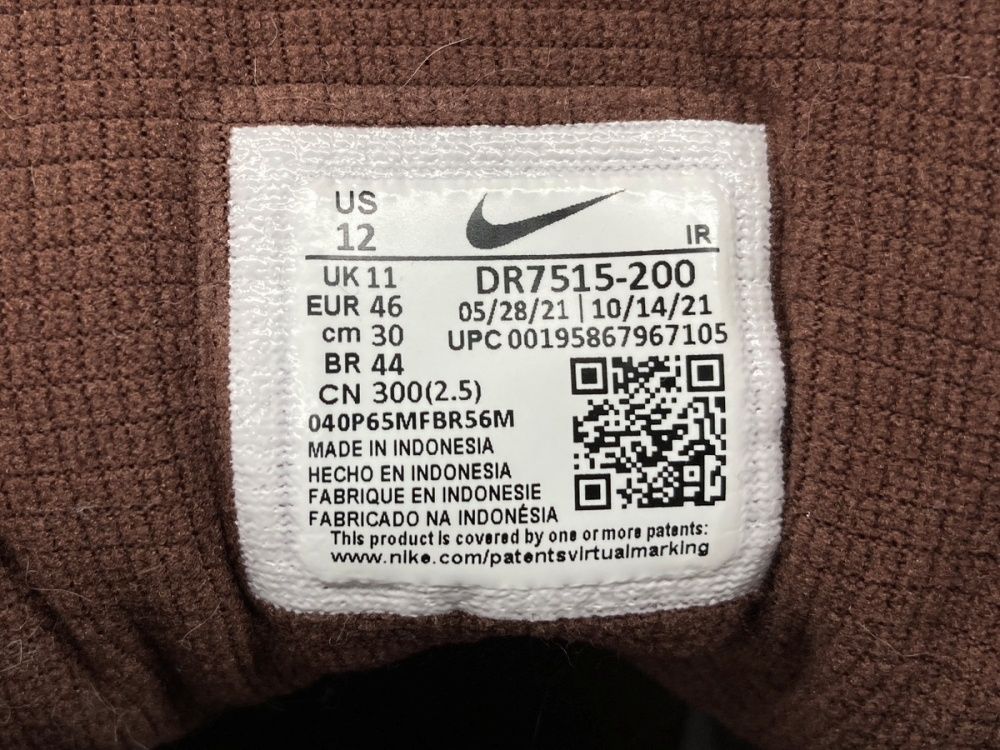 US
12
IR
UK 11
DR7515-200
EUR 46
05/28/21 | 10/14/21
cm 30
UPC 00195867967105
BR 44
CN 300(2.5)
040P65MFBR56M
MADE IN INDONESIA
HECHO EN INDONESIA
FABRIQUE EN INDONESIE
FABRICADO NA INDONÉSIA
This product is covered by one or more patents:
www.nike.com/patentsvirtualmarking